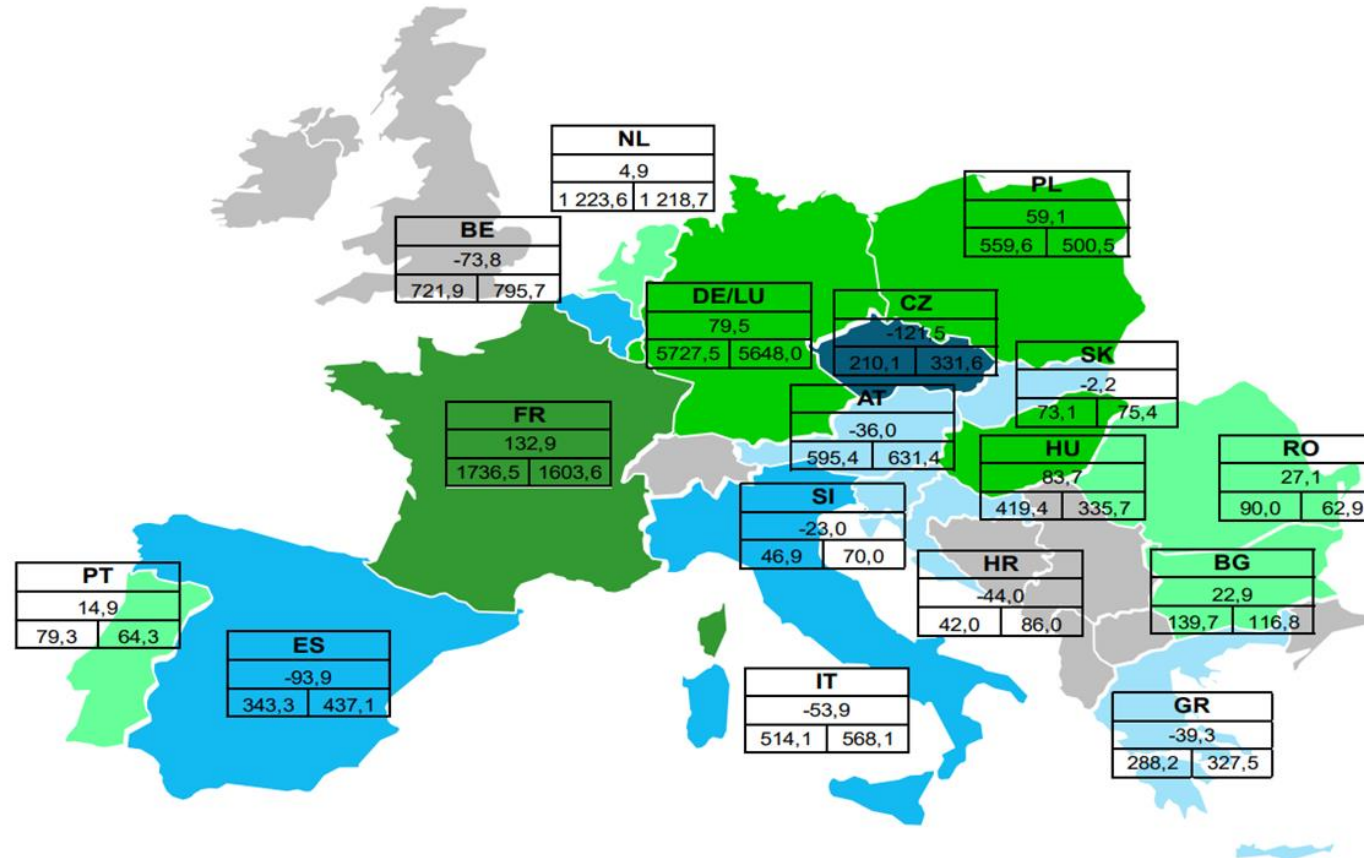 NL
4,9
1 223,6 1 218,7
PL
59,1
559,6 500,5
BE
-73,8
721,9 795,7
DE/LU
79,5
5727,5 5648,0
CZ
-121,5
210,1 331,6
SK
-2,2
73,1 75,4
AT
-36,0
595,4 631,4
FR
132,9
1736,5 1603,6
HU
83,7
419,4 335,7
RO
27,1
90,0 62,9
SI
-23,0
46,9 70,0
HR
-44,0
42,0 86,0
BG
22,9
139,7 116,8
PT
14,9
79,3 64,3
ES
-93,9
343,3 437,1
IT
-53,9
514,1 568,1
GR
-39,3
288,2 327,5